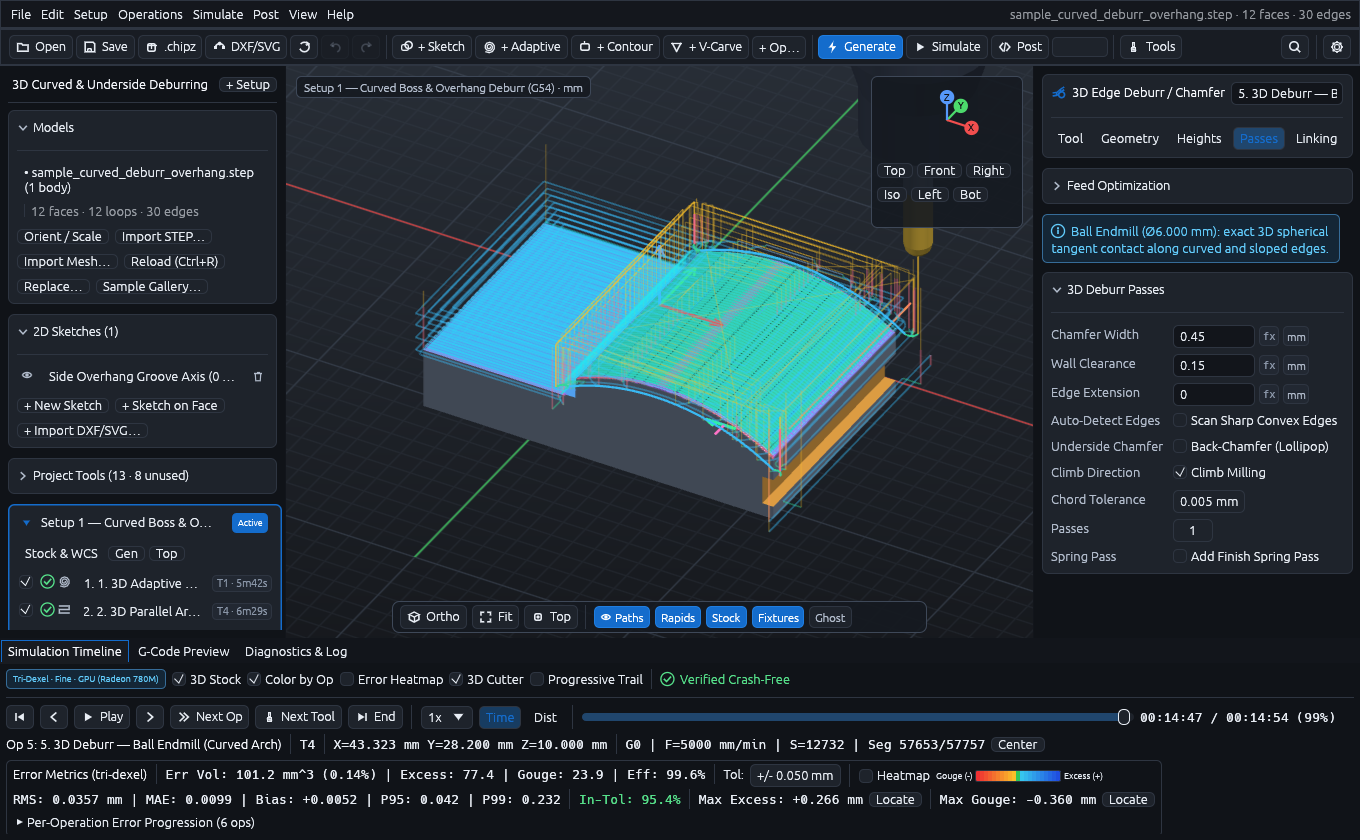 File Edit Setup Operations Simulate Post View Help
sample_curved_deburr_overhang.step · 12 faces · 30 edges
Open Save .chipz DXF/SVG + Sketch + Adaptive + Contour + V-Carve + Op... Generate Simulate Post Tools
3D Curved & Underside Deburring + Setup
Models
• sample_curved_deburr_overhang.step
(1 body)
12 faces · 12 loops · 30 edges
Orient / Scale Import STEP...
Import Mesh... Reload (Ctrl+R)
Replace... Sample Gallery...
2D Sketches (1)
Side Overhang Groove Axis (0 ...
+ New Sketch + Sketch on Face
+ Import DXF/SVG...
Project Tools (13 · 8 unused)
Setup 1 — Curved Boss & O... Active
Stock & WCS Gen Top
1. 1. 3D Adaptive ... T1 · 5m42s
2. 2. 3D Parallel Ar... T4 · 6m29s
Setup 1 — Curved Boss & Overhang Deburr (G54) · mm
Z
Y
X
Top Front Right
Iso Left Bot
Ortho Fit Top Paths Rapids Stock Fixtures Ghost
3D Edge Deburr / Chamfer 5. 3D Deburr — B
Tool Geometry Heights Passes Linking
Feed Optimization
Ball Endmill (Ø6.000 mm): exact 3D spherical
tangent contact along curved and sloped edges.
3D Deburr Passes
Chamfer Width 0.45 fx mm
Wall Clearance 0.15 fx mm
Edge Extension 0 fx mm
Auto-Detect Edges Scan Sharp Convex Edges
Underside Chamfer Back-Chamfer (Lollipop)
Climb Direction Climb Milling
Chord Tolerance 0.005 mm
Passes 1
Spring Pass Add Finish Spring Pass
Simulation Timeline G-Code Preview Diagnostics & Log
Tri-Dexel · Fine · GPU (Radeon 780M) 3D Stock Color by Op Error Heatmap 3D Cutter Progressive Trail Verified Crash-Free
Play Next Op Next Tool End 1x Time Dist 00:14:47 / 00:14:54 (99%)
Op 5: 5. 3D Deburr — Ball Endmill (Curved Arch) T4 X=43.323 mm Y=28.200 mm Z=10.000 mm G0 | F=5000 mm/min | S=12732 | Seg 57653/57757 Center
Error Metrics (tri-dexel) Err Vol: 101.2 mm^3 (0.14%) | Excess: 77.4 | Gouge: 23.9 | Eff: 99.6% Tol: +/- 0.050 mm Heatmap Gouge (-) Excess (+)
RMS: 0.0357 mm | MAE: 0.0099 | Bias: +0.0052 | P95: 0.042 | P99: 0.232 In-Tol: 95.4% Max Excess: +0.266 mm Locate Max Gouge: -0.360 mm Locate
Per-Operation Error Progression (6 ops)